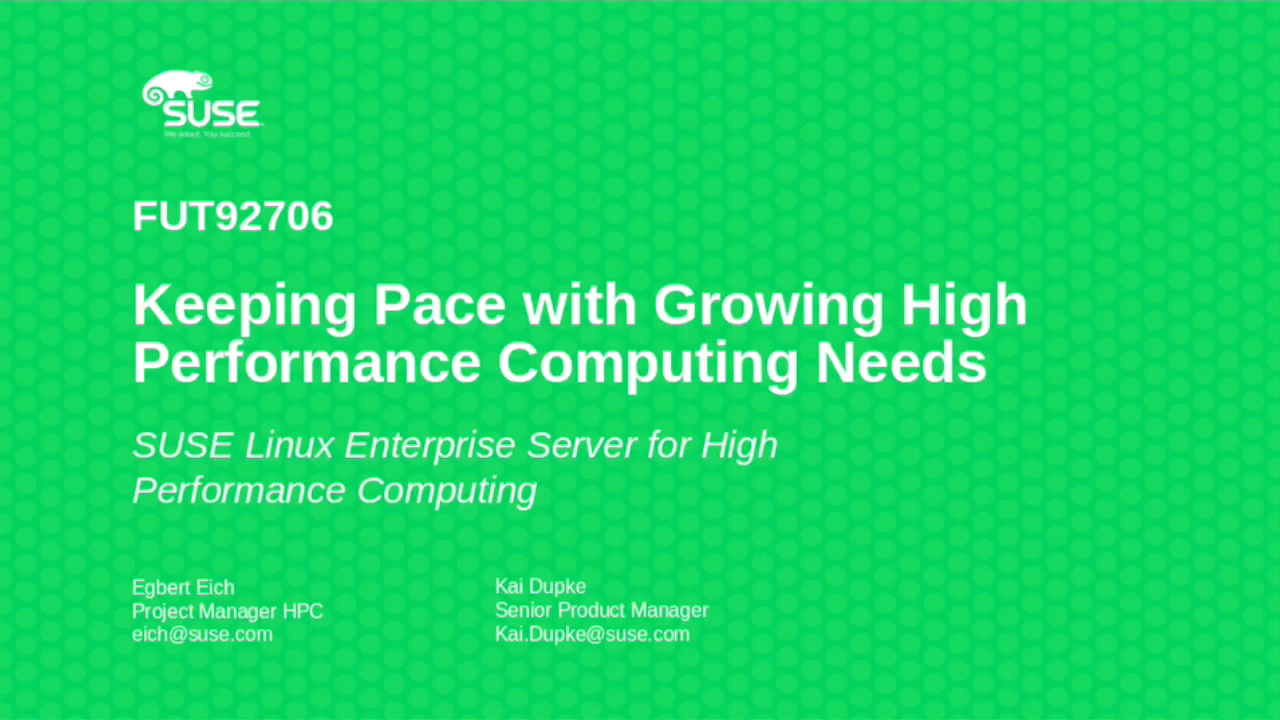 SUSE
We adapt. You succeed.
FUT92706
Keeping Pace with Growing High
Performance Computing Needs
SUSE Linux Enterprise Server for High
Performance Computing
Egbert Eich
Project Manager HPC
eich@suse.com
Kai Dupke
Senior Product Manager
Kai.Dupke@suse.com